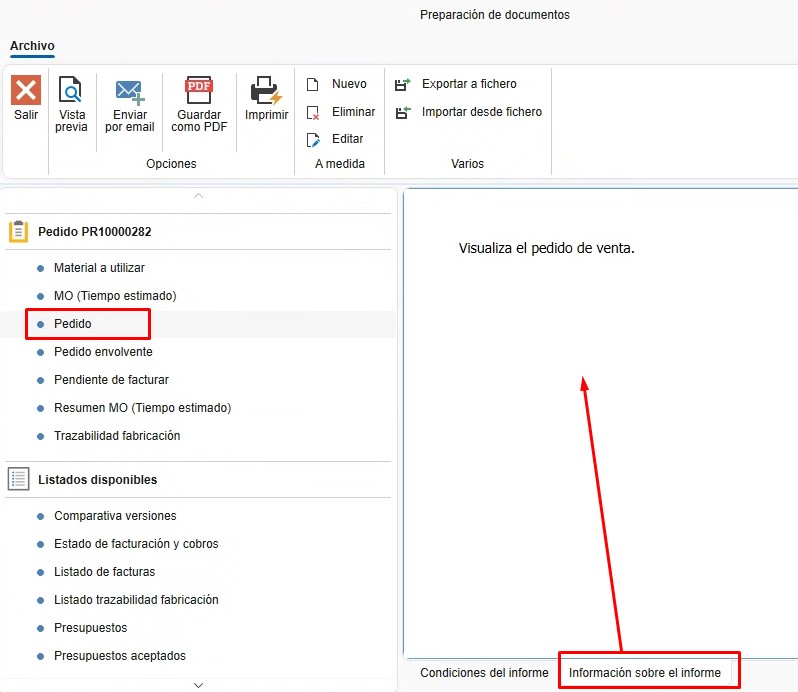 Preparación de documentos
Archivo
Salir
Vista
previa
Enviar
por email
PDF
Guardar
como PDF
Imprimir
Opciones
Nuevo
Eliminar
Editar
A medida
Exportar a fichero
Importar desde fichero
Varios
Pedido PR10000282
Material a utilizar
MO (Tiempo estimado)
Pedido
Pedido envolvente
Pendiente de facturar
Resumen MO (Tiempo estimado)
Trazabilidad fabricación
Listados disponibles
Comparativa versiones
Estado de facturación y cobros
Listado de facturas
Listado trazabilidad fabricación
Presupuestos
Presupuestos aceptados
Visualiza el pedido de venta.
Condiciones del informe
Información sobre el informe